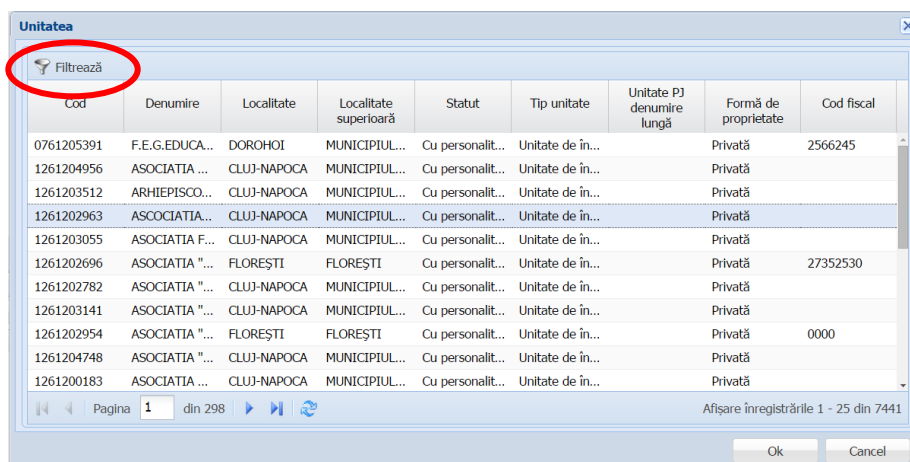 Unitatea
Filtrează
Cod Denumire Localitate Localitate superioară Statut Tip unitate Unitate PJ denumire lungă Formă de proprietate Cod fiscal
0761205391 F.E.G.EDUCA... DOROHOI MUNICIPIUL... Cu personalit... Unitate de în... Privată 2566245
1261204956 ASOCIATIA ... CLUJ-NAPOCA MUNICIPIUL... Cu personalit... Unitate de în... Privată
1261203512 ARHIEPISCO... CLUJ-NAPOCA MUNICIPIUL... Cu personalit... Unitate de în... Privată
1261202963 ASCOCIATIA... CLUJ-NAPOCA MUNICIPIUL... Cu personalit... Unitate de în... Privată
1261203055 ASOCIATIA F... CLUJ-NAPOCA MUNICIPIUL... Cu personalit... Unitate de în... Privată
1261202696 ASOCIATIA "... FLOREŞTI FLOREŞTI Cu personalit... Unitate de în... Privată 27352530
1261202782 ASOCIATIA "... CLUJ-NAPOCA MUNICIPIUL... Cu personalit... Unitate de în... Privată
1261203141 ASOCIATIA "... CLUJ-NAPOCA MUNICIPIUL... Cu personalit... Unitate de în... Privată
1261202954 ASOCIATIA "... FLOREŞTI FLOREŞTI Cu personalit... Unitate de în... Privată 0000
1261204748 ASOCIATIA "... CLUJ-NAPOCA MUNICIPIUL... Cu personalit... Unitate de în... Privată
1261200183 ASOCIATIA ... CLUJ-NAPOCA MUNICIPIUL... Cu personalit... Unitate de în... Privată
Pagina 1 din 298 Afişare înregistrările 1 - 25 din 7441
Ok Cancel